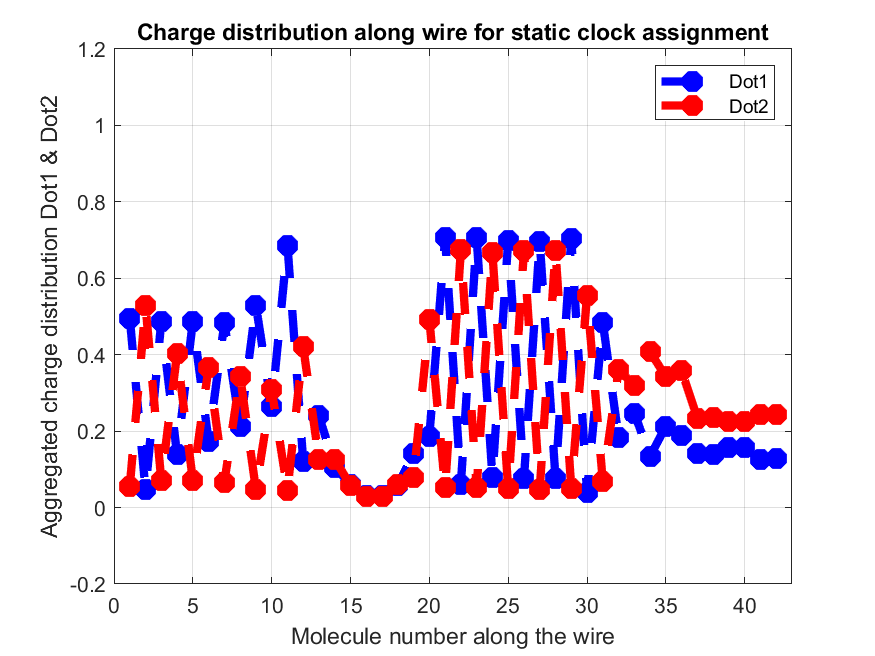 Charge distribution along wire for static clock assignment
1.2
1
0.8
0.6
0.4
0.2
0
-0.2
Aggregated charge distribution Dot1 & Dot2
Dot1
Dot2
0 5 10 15 20 25 30 35 40
Molecule number along the wire